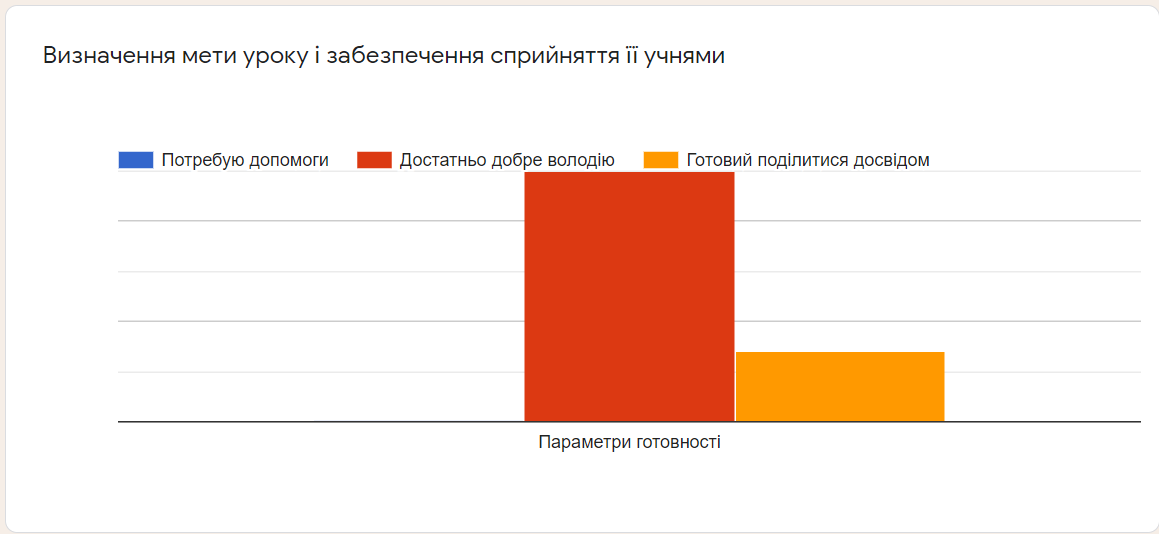 Визначення мети уроку і забезпечення сприйняття її учнями
Потребую допомоги Достатньо добре володію Готовий поділитися досвідом
Параметри готовності